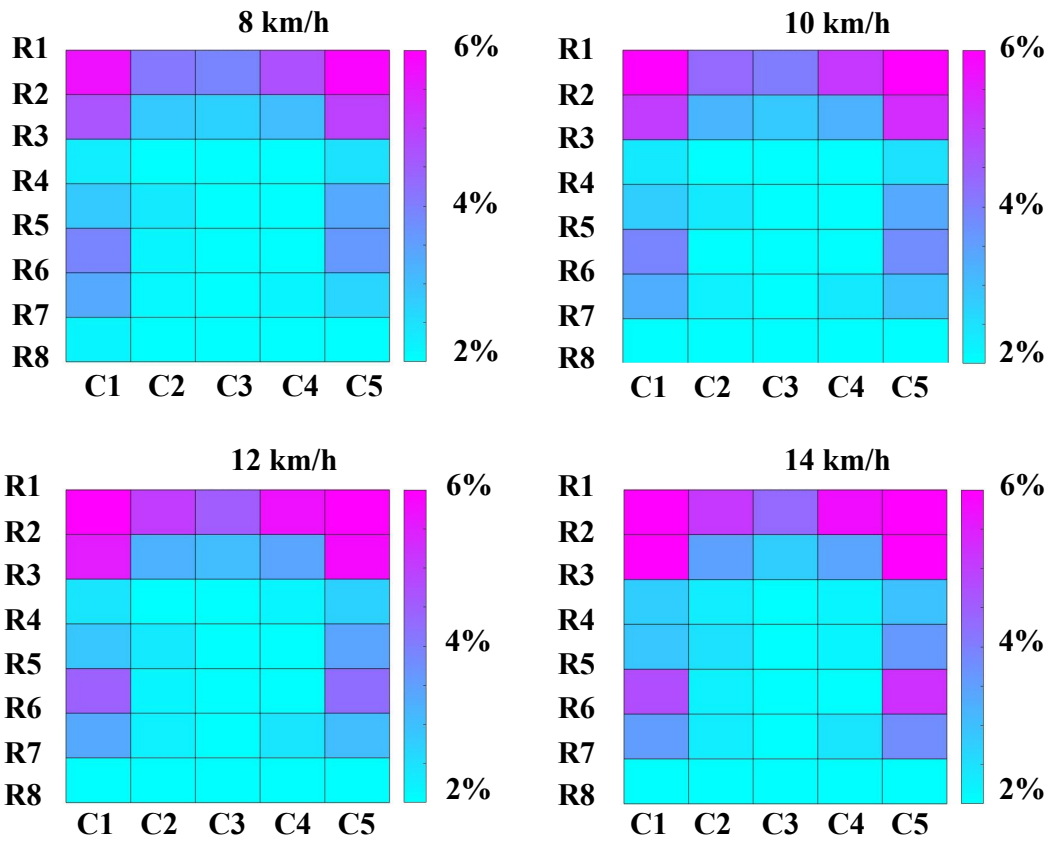 8 km/h
R1
R2
R3
R4
R5
R6
R7
R8
C1 C2 C3 C4 C5
6%
4%
2%
10 km/h
R1
R2
R3
R4
R5
R6
R7
R8
C1 C2 C3 C4 C5
6%
4%
2%
12 km/h
R1
R2
R3
R4
R5
R6
R7
R8
C1 C2 C3 C4 C5
6%
4%
2%
14 km/h
R1
R2
R3
R4
R5
R6
R7
R8
C1 C2 C3 C4 C5
6%
4%
2%